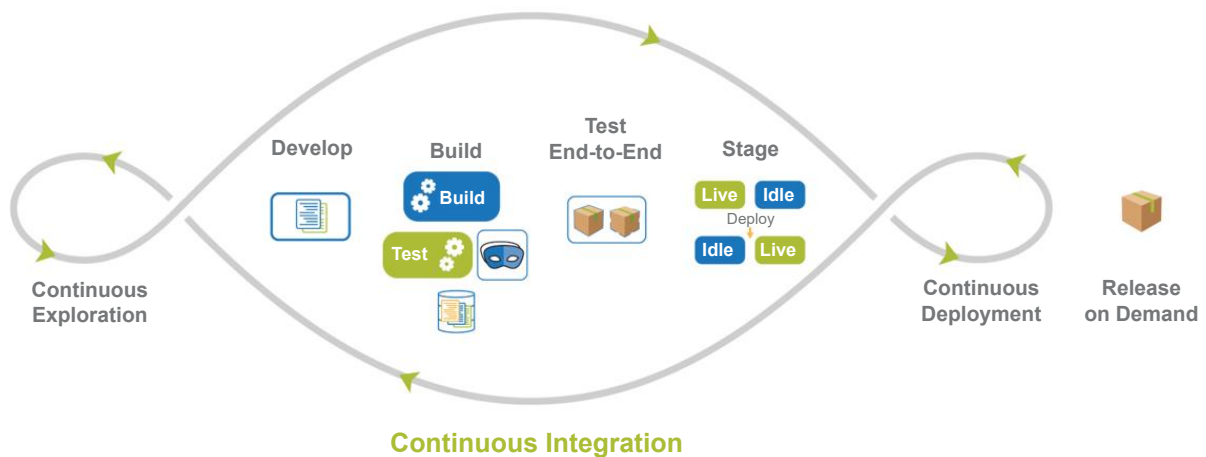 Develop
Build
Test
End-to-End
Stage
Build
Test
Live
Idle
Deploy
Idle
Live
Continuous
Exploration
Continuous
Deployment
Release
on Demand
Continuous Integration